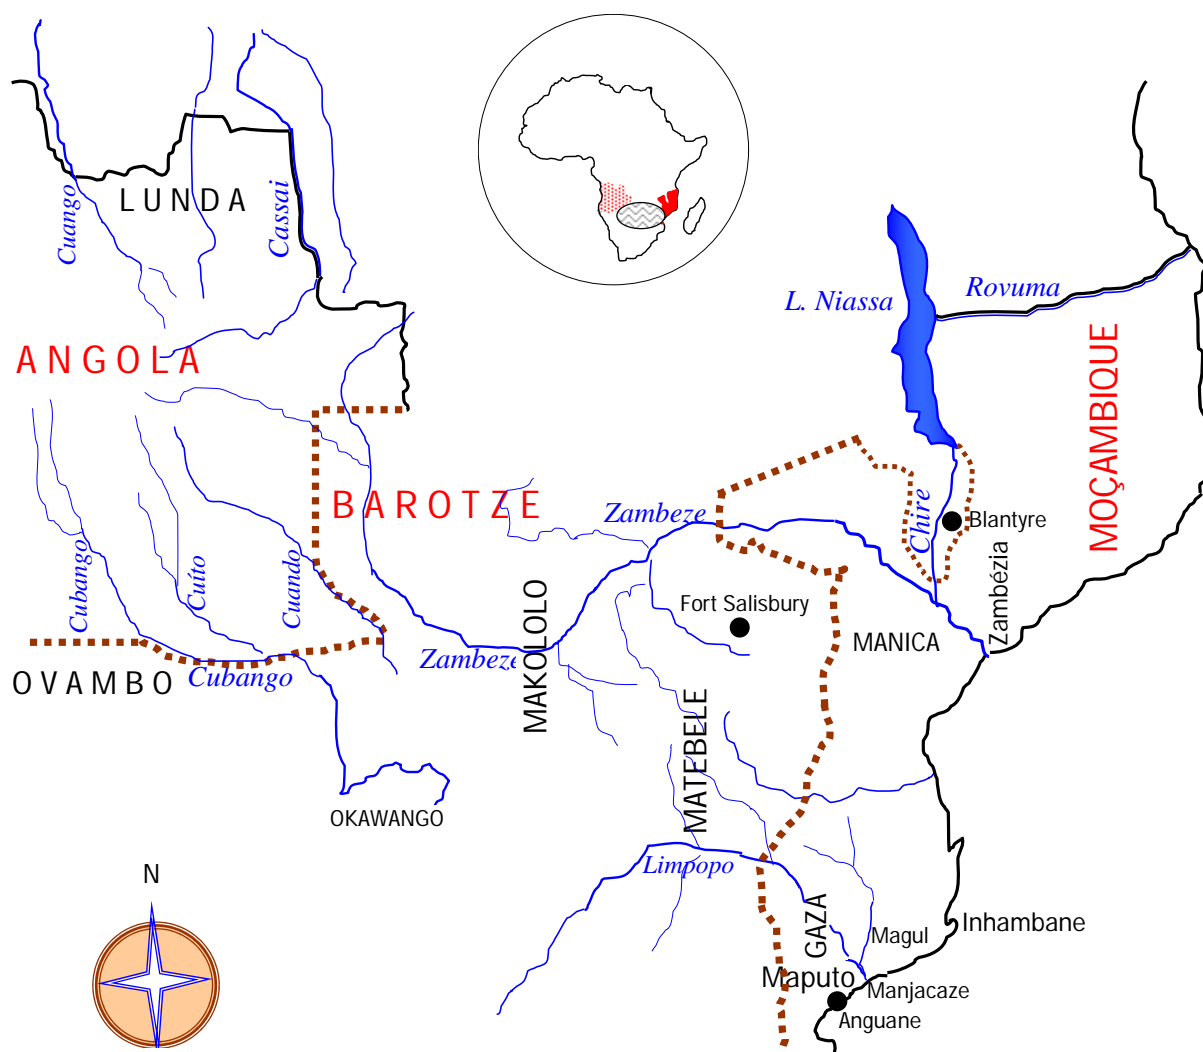 LUNDA
Cuango
Cassai
L. Niassa
Rovuma
ANGOLA
MOÇAMBIQUE
BAROTZE
Zambeze
Chire
Blantyre
Cubango
Cuíto
Cuando
Zambézia
Fort Salisbury
MANICA
MAKOLOLO
Zambeze
OVAMBO
Cubango
MATEBELE
OKAWANGO
Limpopo
N
GAZA
Magul
Inhambane
Maputo
Manjacaze
Anguane